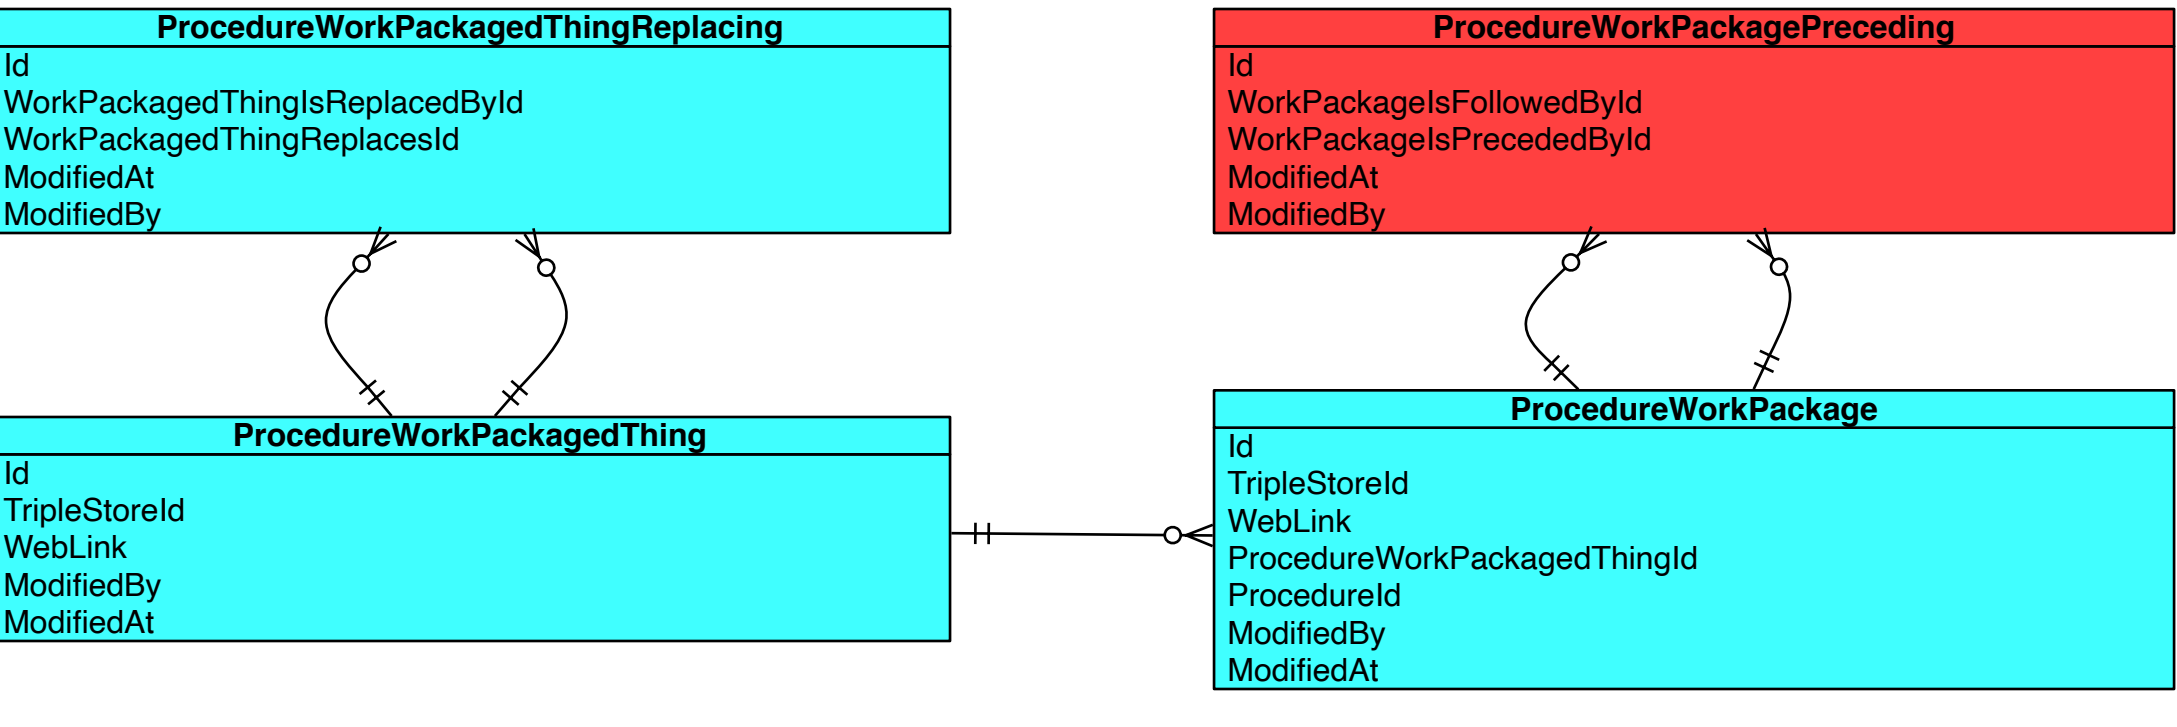 ProcedureWorkPackagedThingReplacing
Id
WorkPackagedThingIsReplacedById
WorkPackagedThingReplacesId
ModifiedAt
ModifiedBy
ProcedureWorkPackagePreceding
Id
WorkPackageIsFollowedById
WorkPackageIsPrecededById
ModifiedAt
ModifiedBy
ProcedureWorkPackagedThing
Id
TripleStoreId
WebLink
ModifiedBy
ModifiedAt
ProcedureWorkPackage
Id
TripleStoreId
WebLink
ProcedureWorkPackagedThingId
ProcedureId
ModifiedBy
ModifiedAt